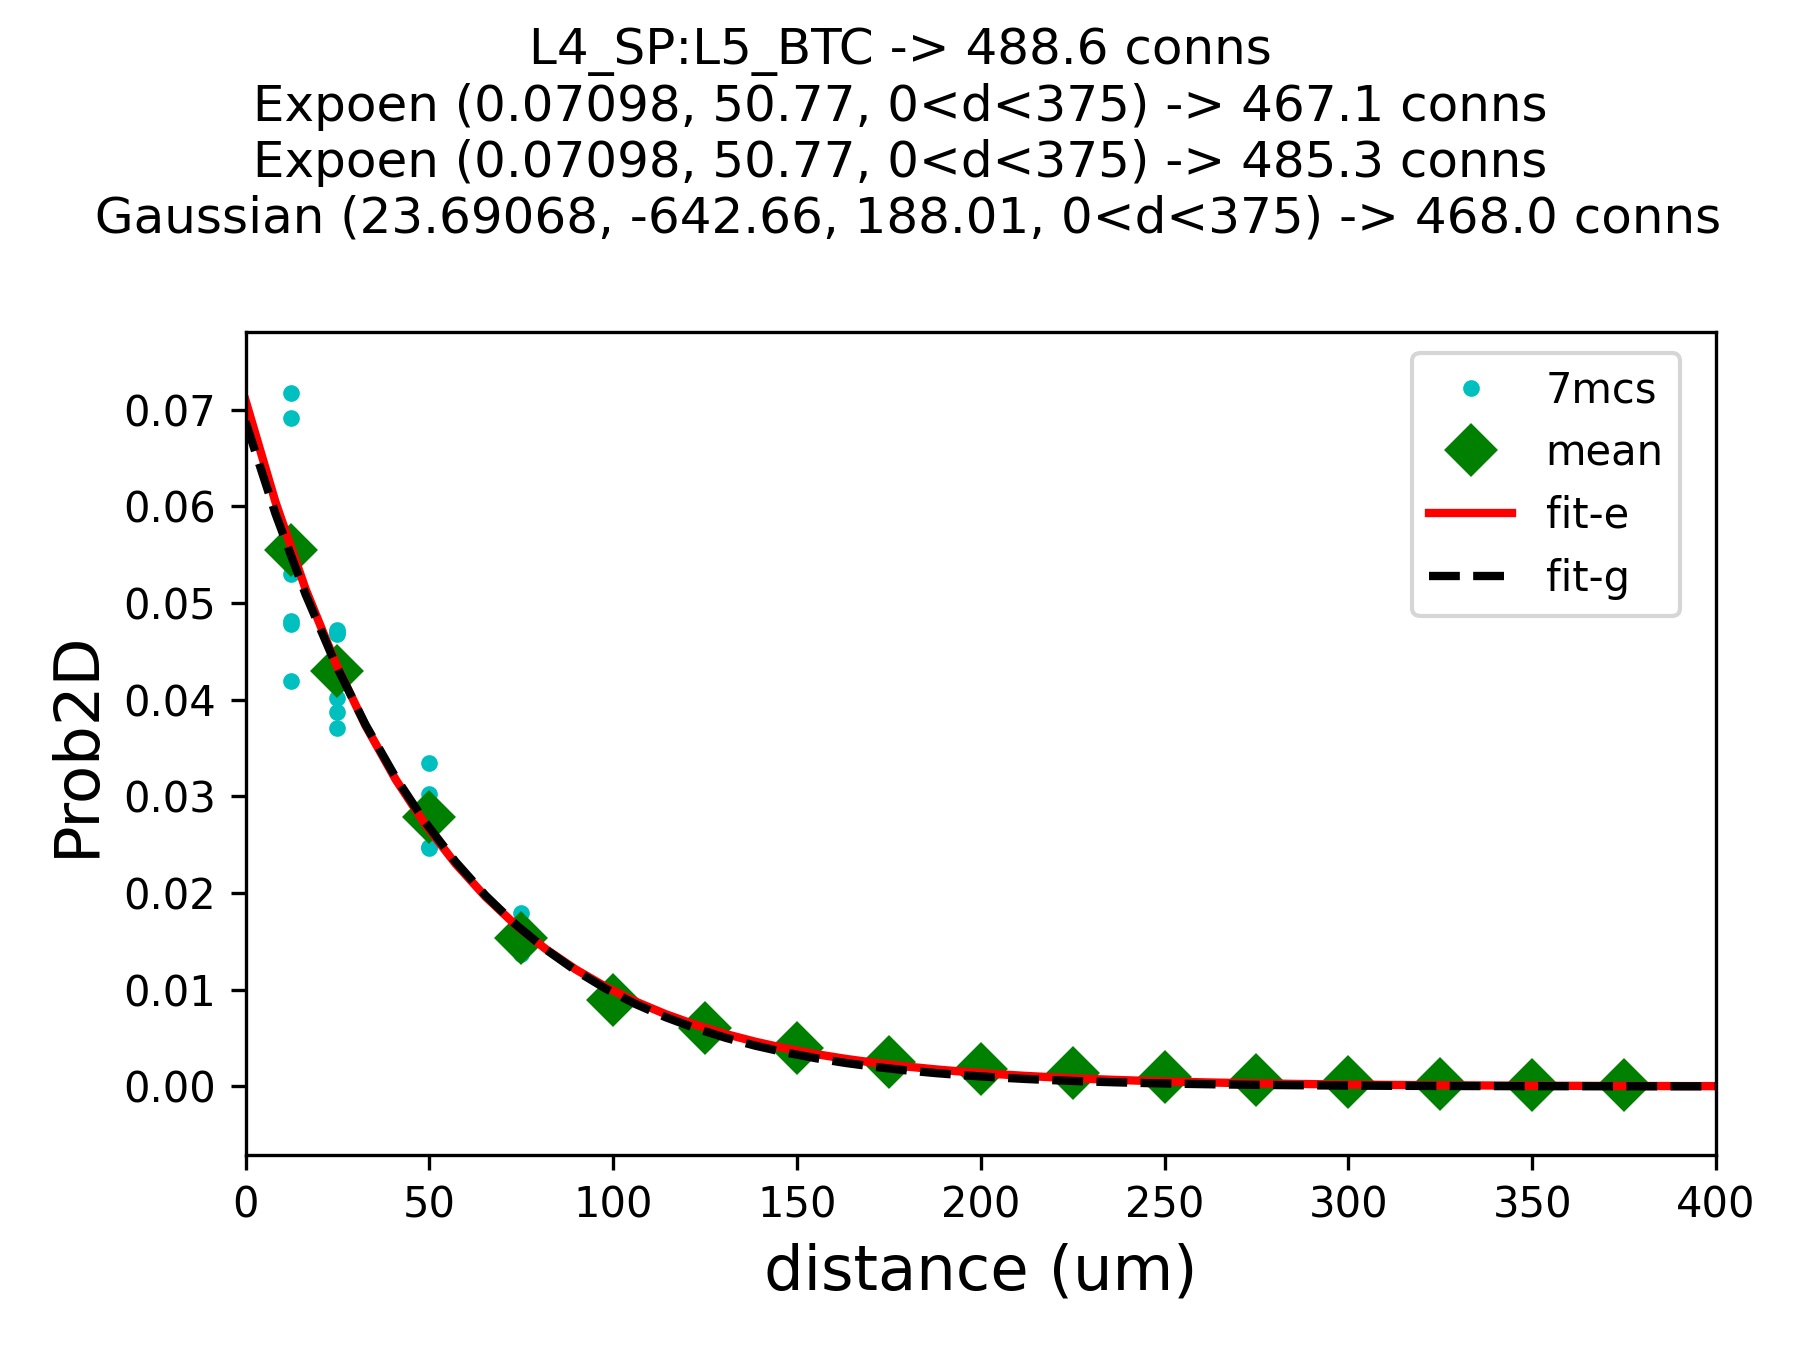 L4_SP:L5_BTC -> 488.6 conns
Expoen (0.07098, 50.77, 0<d<375) -> 467.1 conns
Expoen (0.07098, 50.77, 0<d<375) -> 485.3 conns
Gaussian (23.69068, -642.66, 188.01, 0<d<375) -> 468.0 conns
7mcs
mean
fit-e
fit-g
Prob2D
0.07
0.06
0.05
0.04
0.03
0.02
0.01
0.00
0 50 100 150 200 250 300 350 400
distance (um)